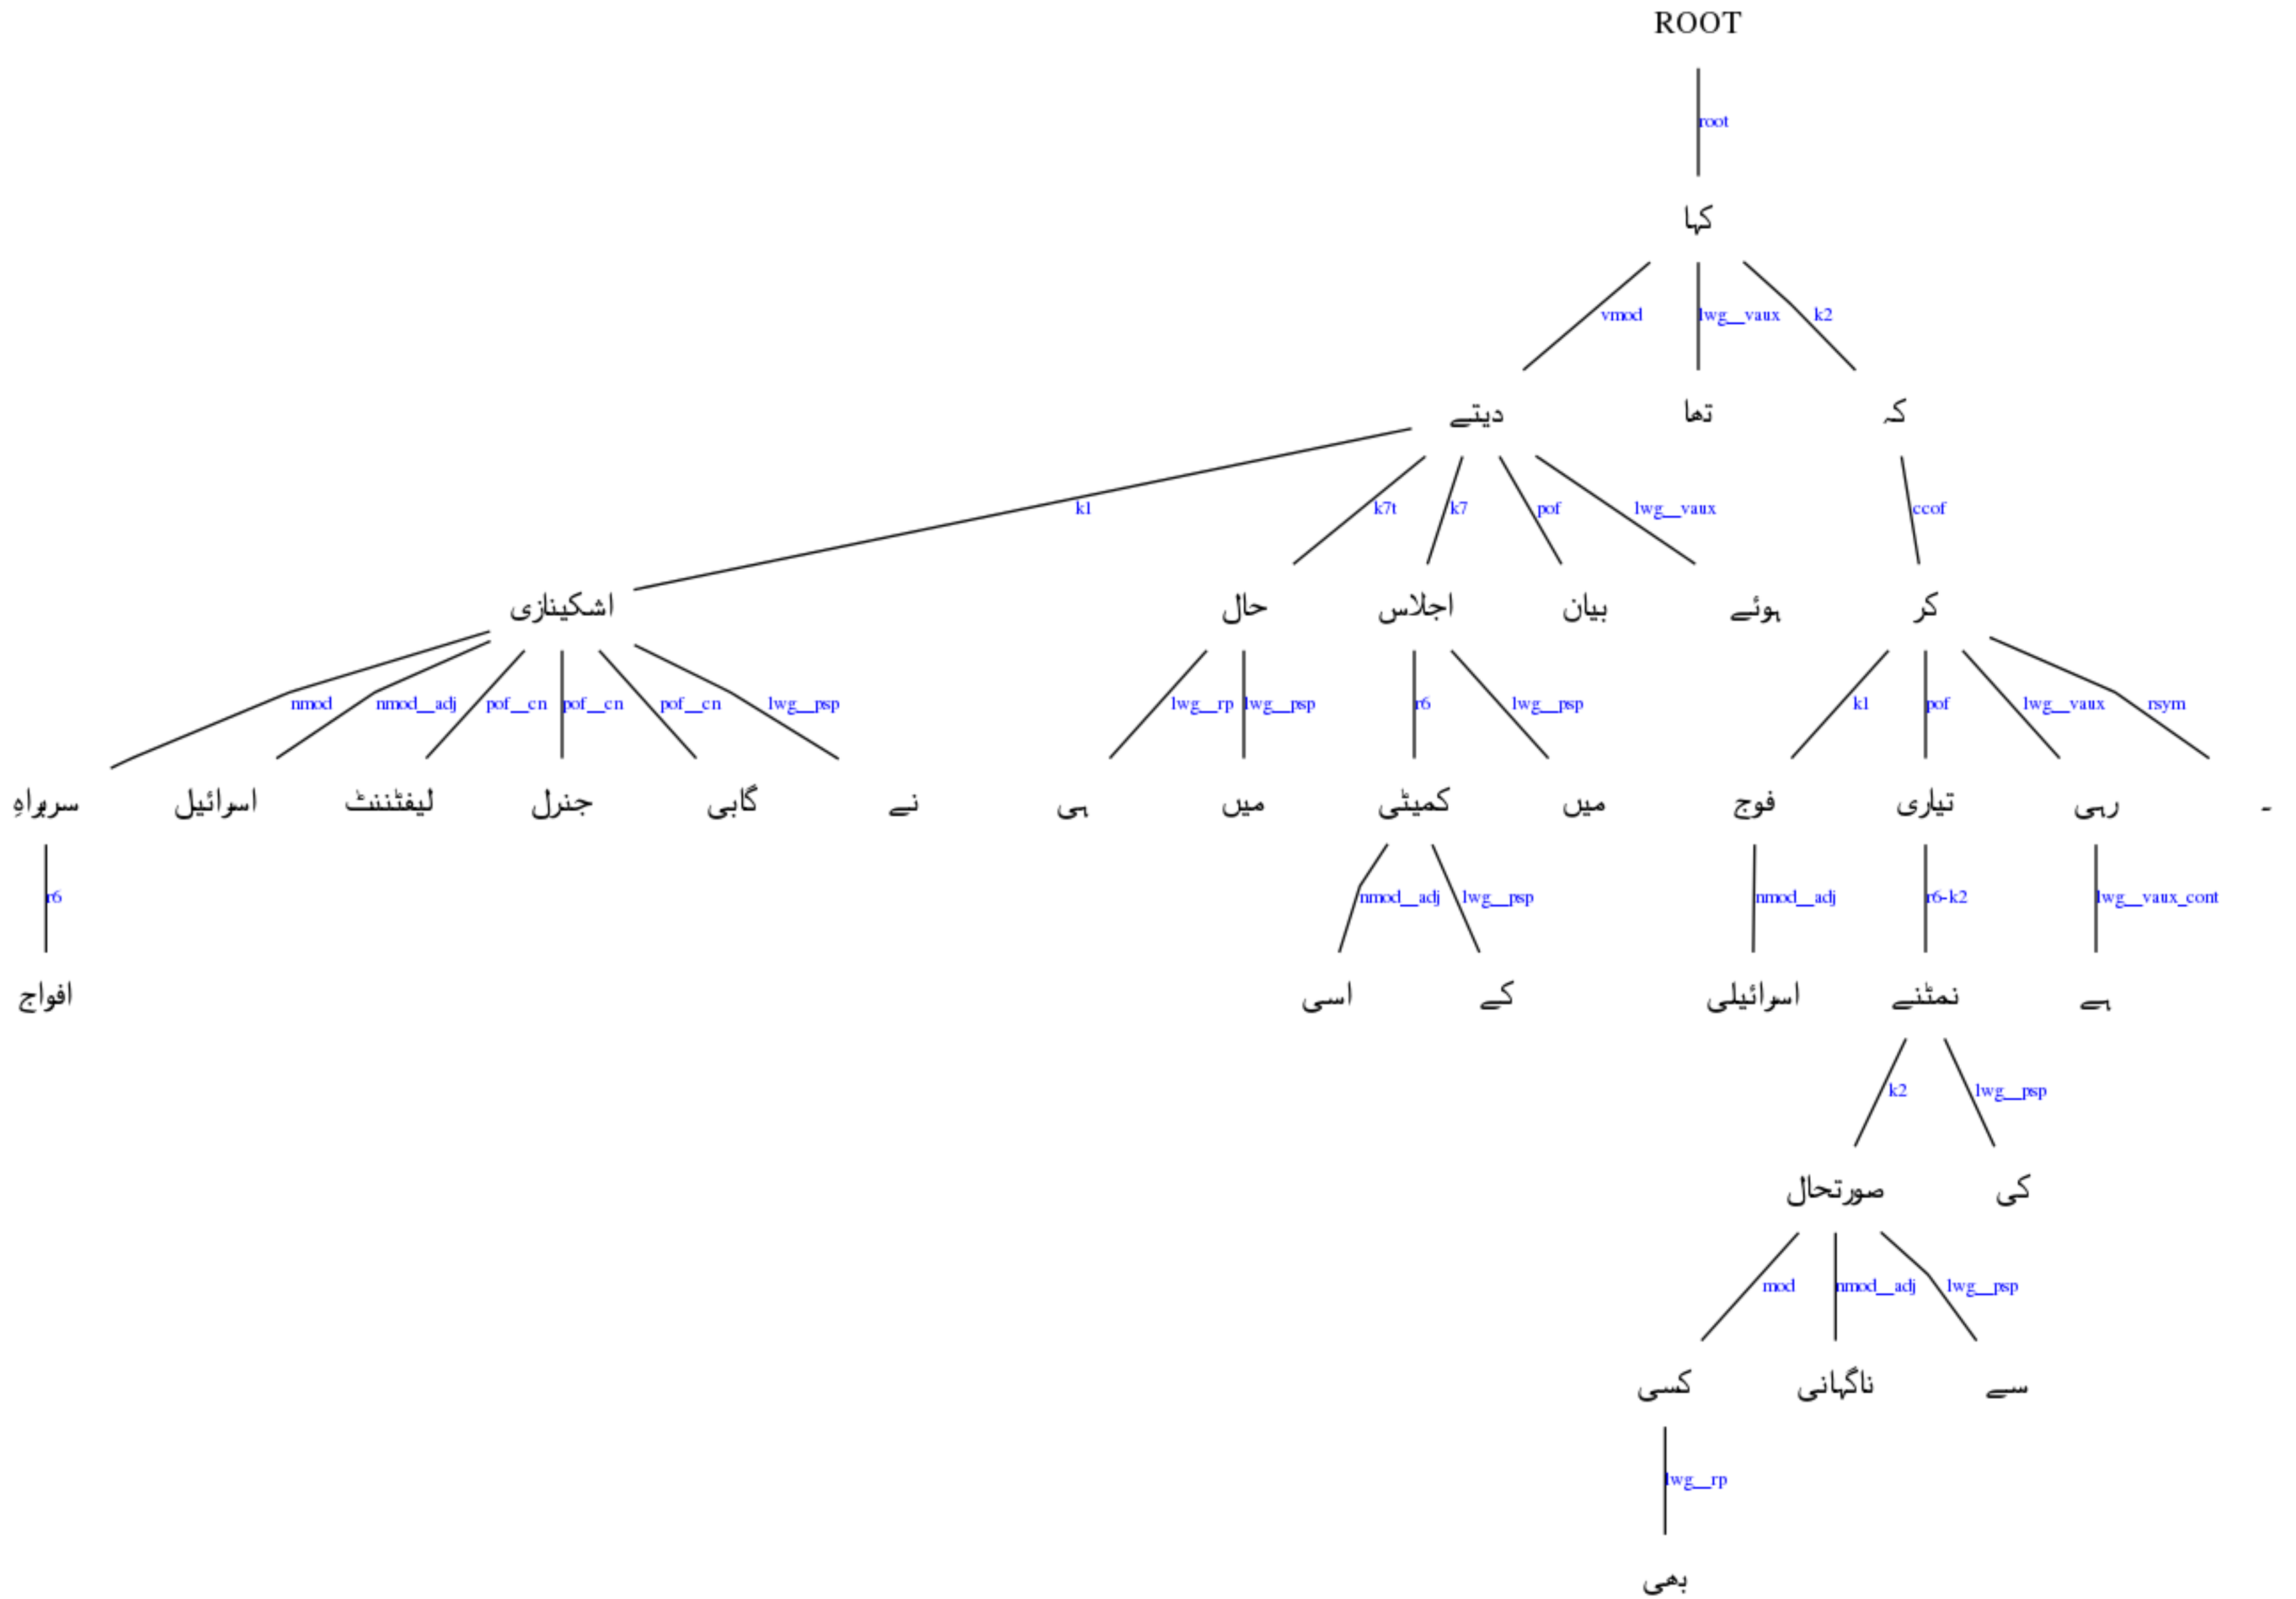 ROOT
root
کہا
vmod lwg__vaux k2
دیتے تھا کہ
k1 k7t k7 pof lwg__vaux ccof
اشکینازی حال اجلاس بیان ہوئے کر
nmod nmod__adj pof__cn pof__cn pof__cn lwg__psp lwg__rp lwg__psp r6 lwg__psp k1 pof lwg__vaux rsym
سربراہِ اسرائیل لیفٹننٹ جنرل گابی نے ہی میں کمیٹی میں فوج تیاری رہی ۔
r6 nmod__adj lwg__psp nmod__adj r6-k2 lwg__vaux_cont
افواج اسی کے اسرائیلی نمٹنے ہے
k2 lwg__psp
صورتحال کی
mod nmod__adj lwg__psp
کسی ناگہانی سے
lwg__rp
بھی